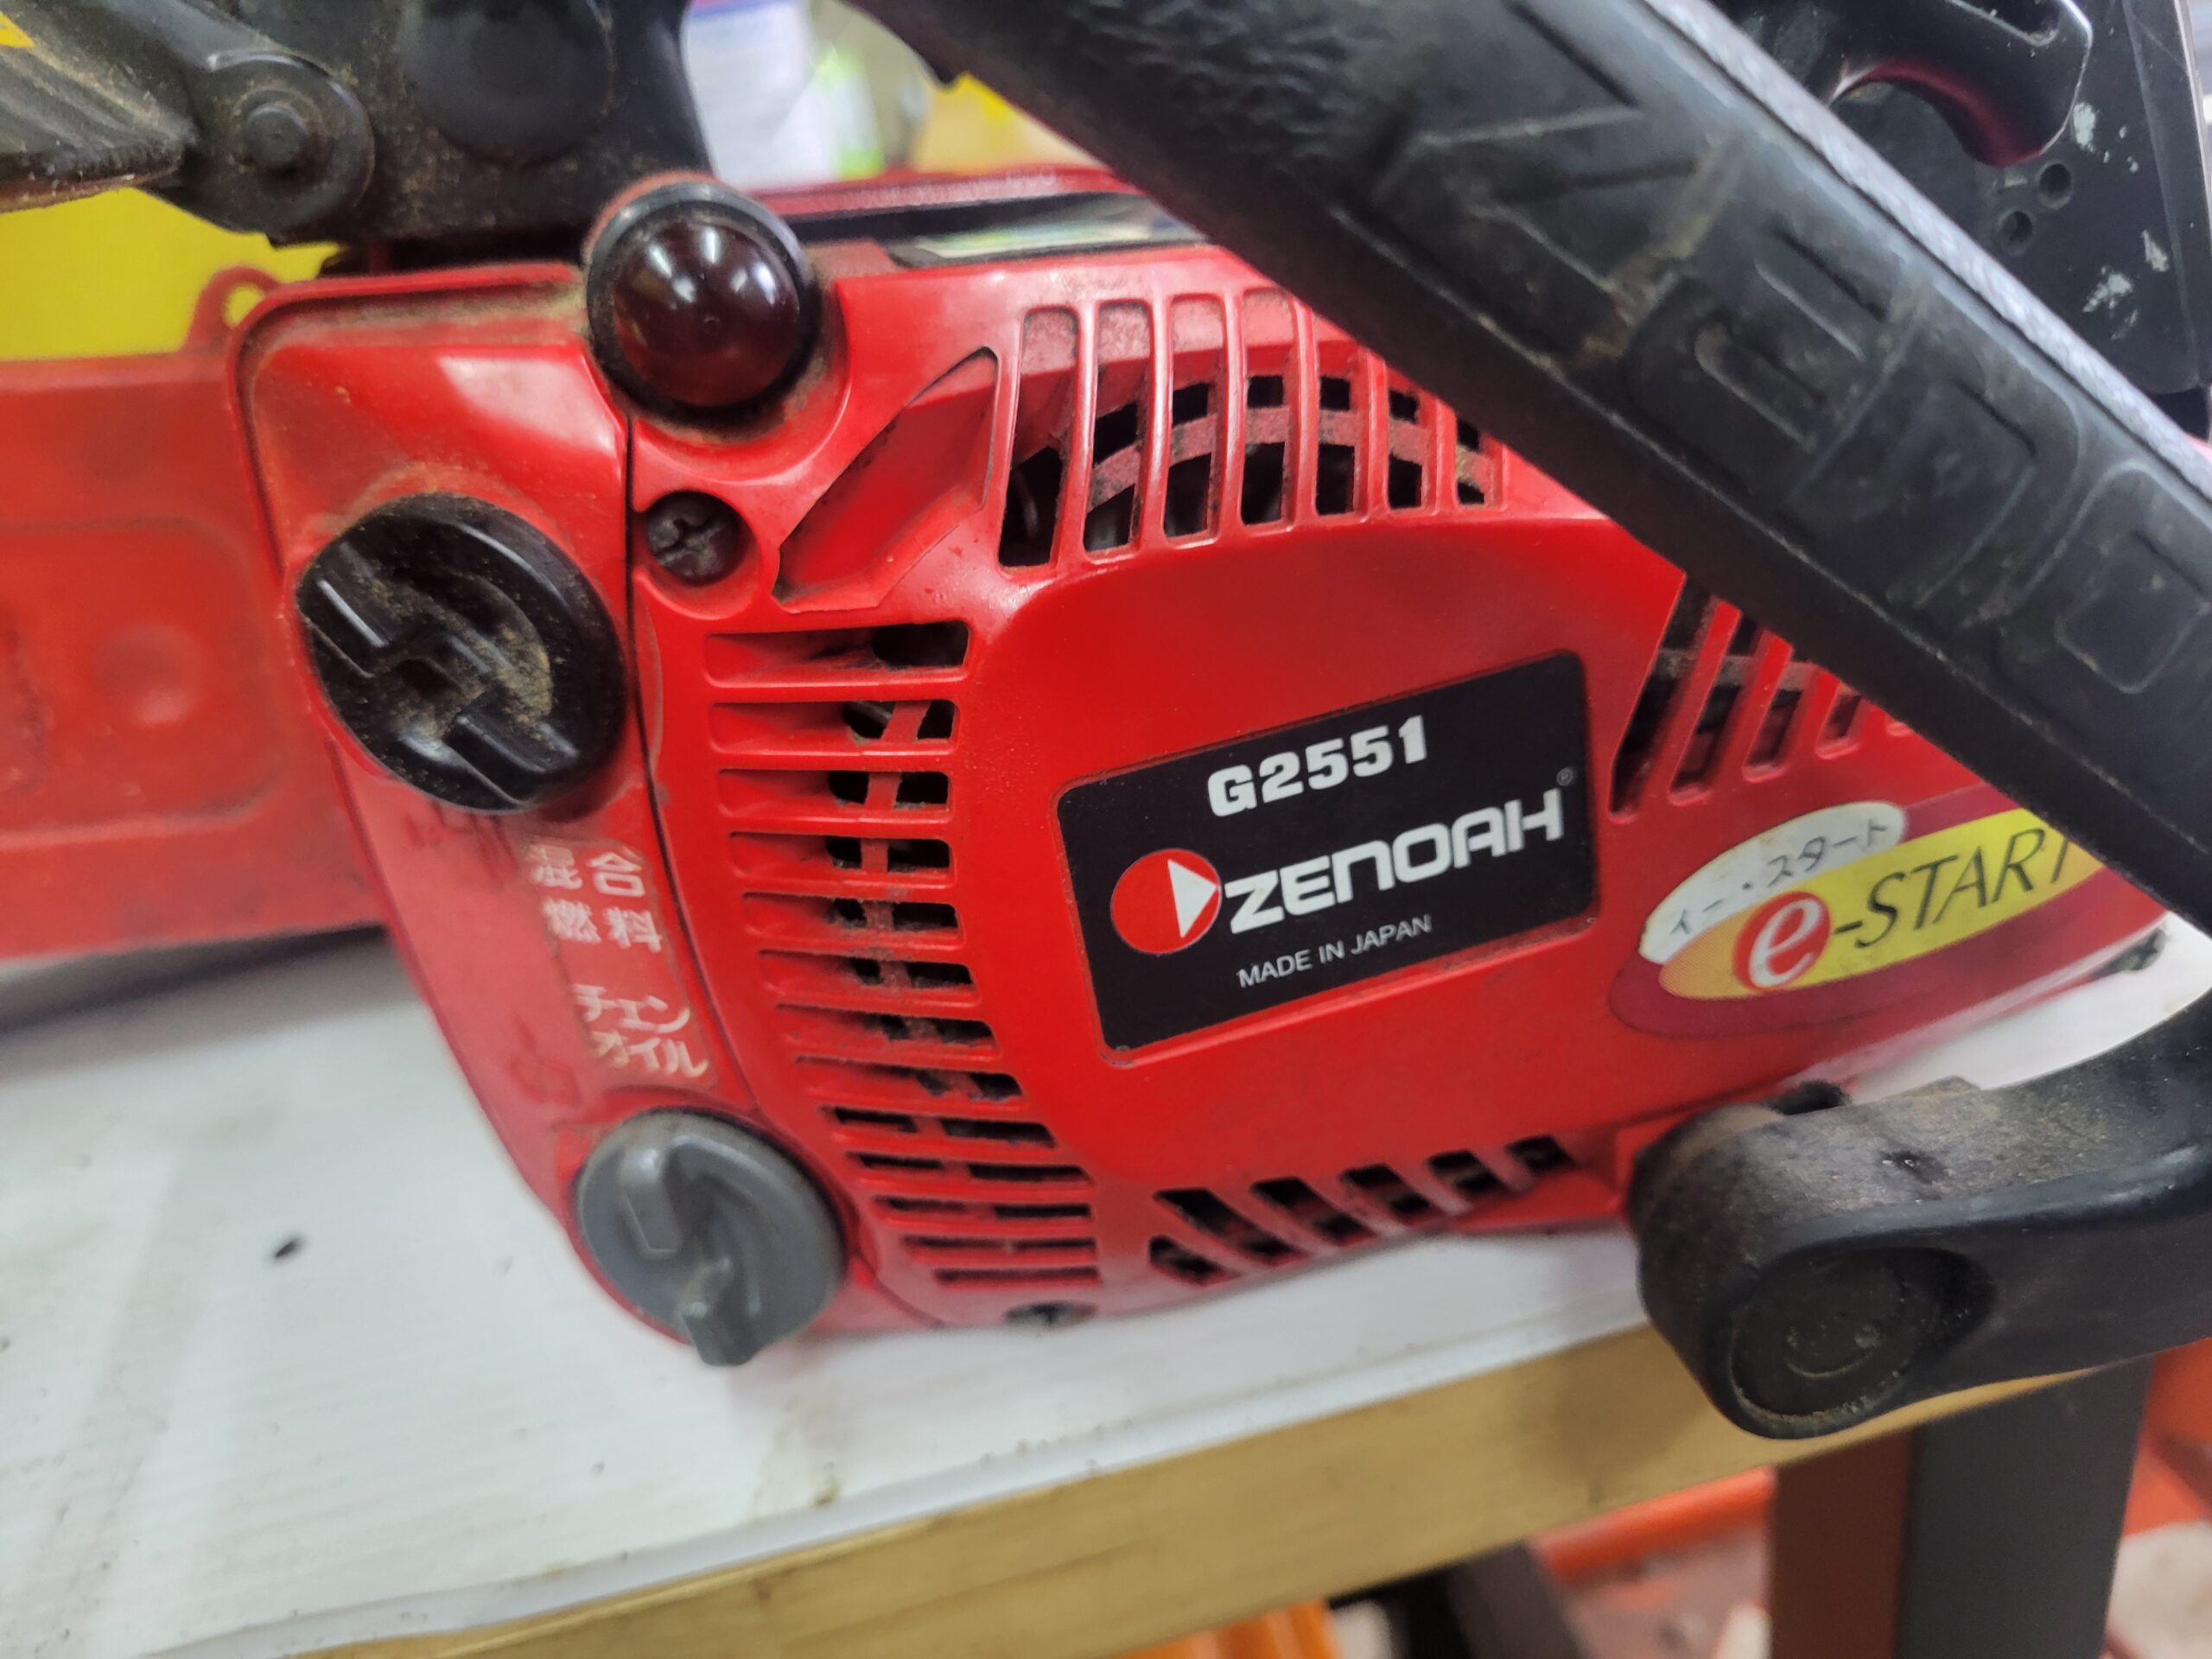 G2551
ZENOAH®
MADE IN JAPAN
イー・スタート
e-START
混合
燃料
チェン
オイル
ZENO